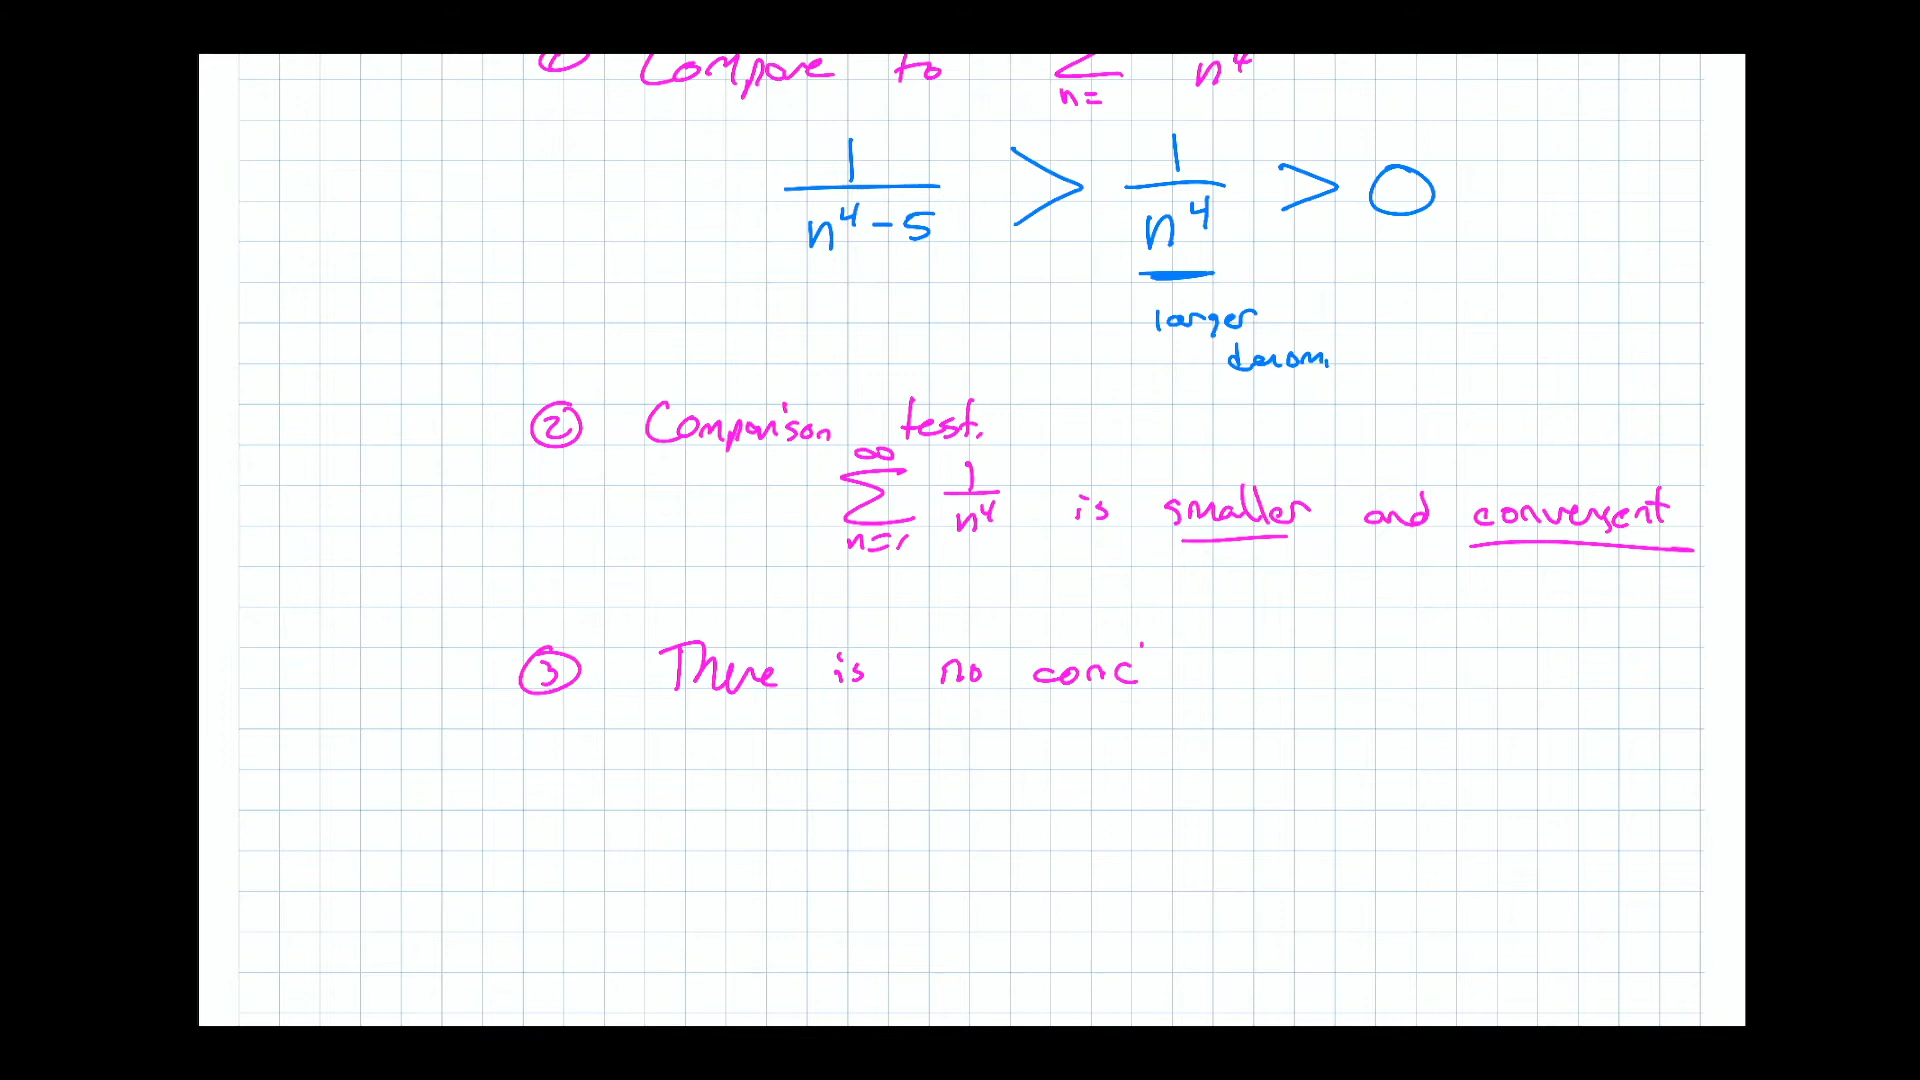 ① Compare to Σ n=  n⁴
1/(n⁴-5) > 1/n⁴ > 0
larger
denom.
② Comparison test.
∞ Σ n=1 1/n⁴ is smaller and convergent
③ There is no conc